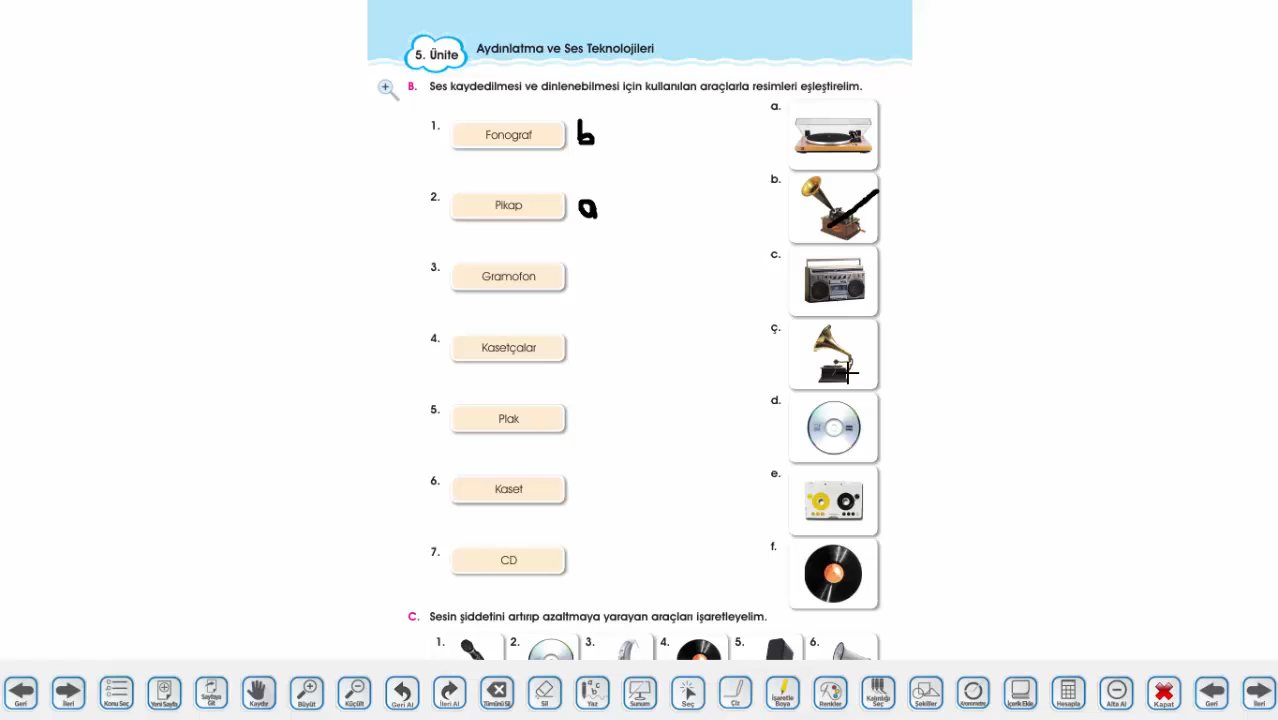 5. Ünite
Aydınlatma ve Ses Teknolojileri
B. Ses kaydedilmesi ve dinlenebilmesi için kullanılan araçlarla resimleri eşleştirelim.
a.
1. Fonograf b
b.
2. Pikap a
c.
3. Gramofon
ç.
4. Kasetçalar
d.
5. Plak
e.
6. Kaset
f.
7. CD
C. Sesin şiddetini artırıp azaltmaya yarayan araçları işaretleyelim.
1. 2. 3. 4. 5. 6.
Geri İleri Konu Seç Yeni Sayfa Sayfaya Git Kaydır Büyüt Küçült Geri Al İleri Al Tümünü Sil Sil Yaz Sunum Seç Çiz İşaretle Boya Renkler Kalınlığı Seç Şekiller Kronometre İçerik Ekle Hesapla Alta Al Kapat Geri İleri